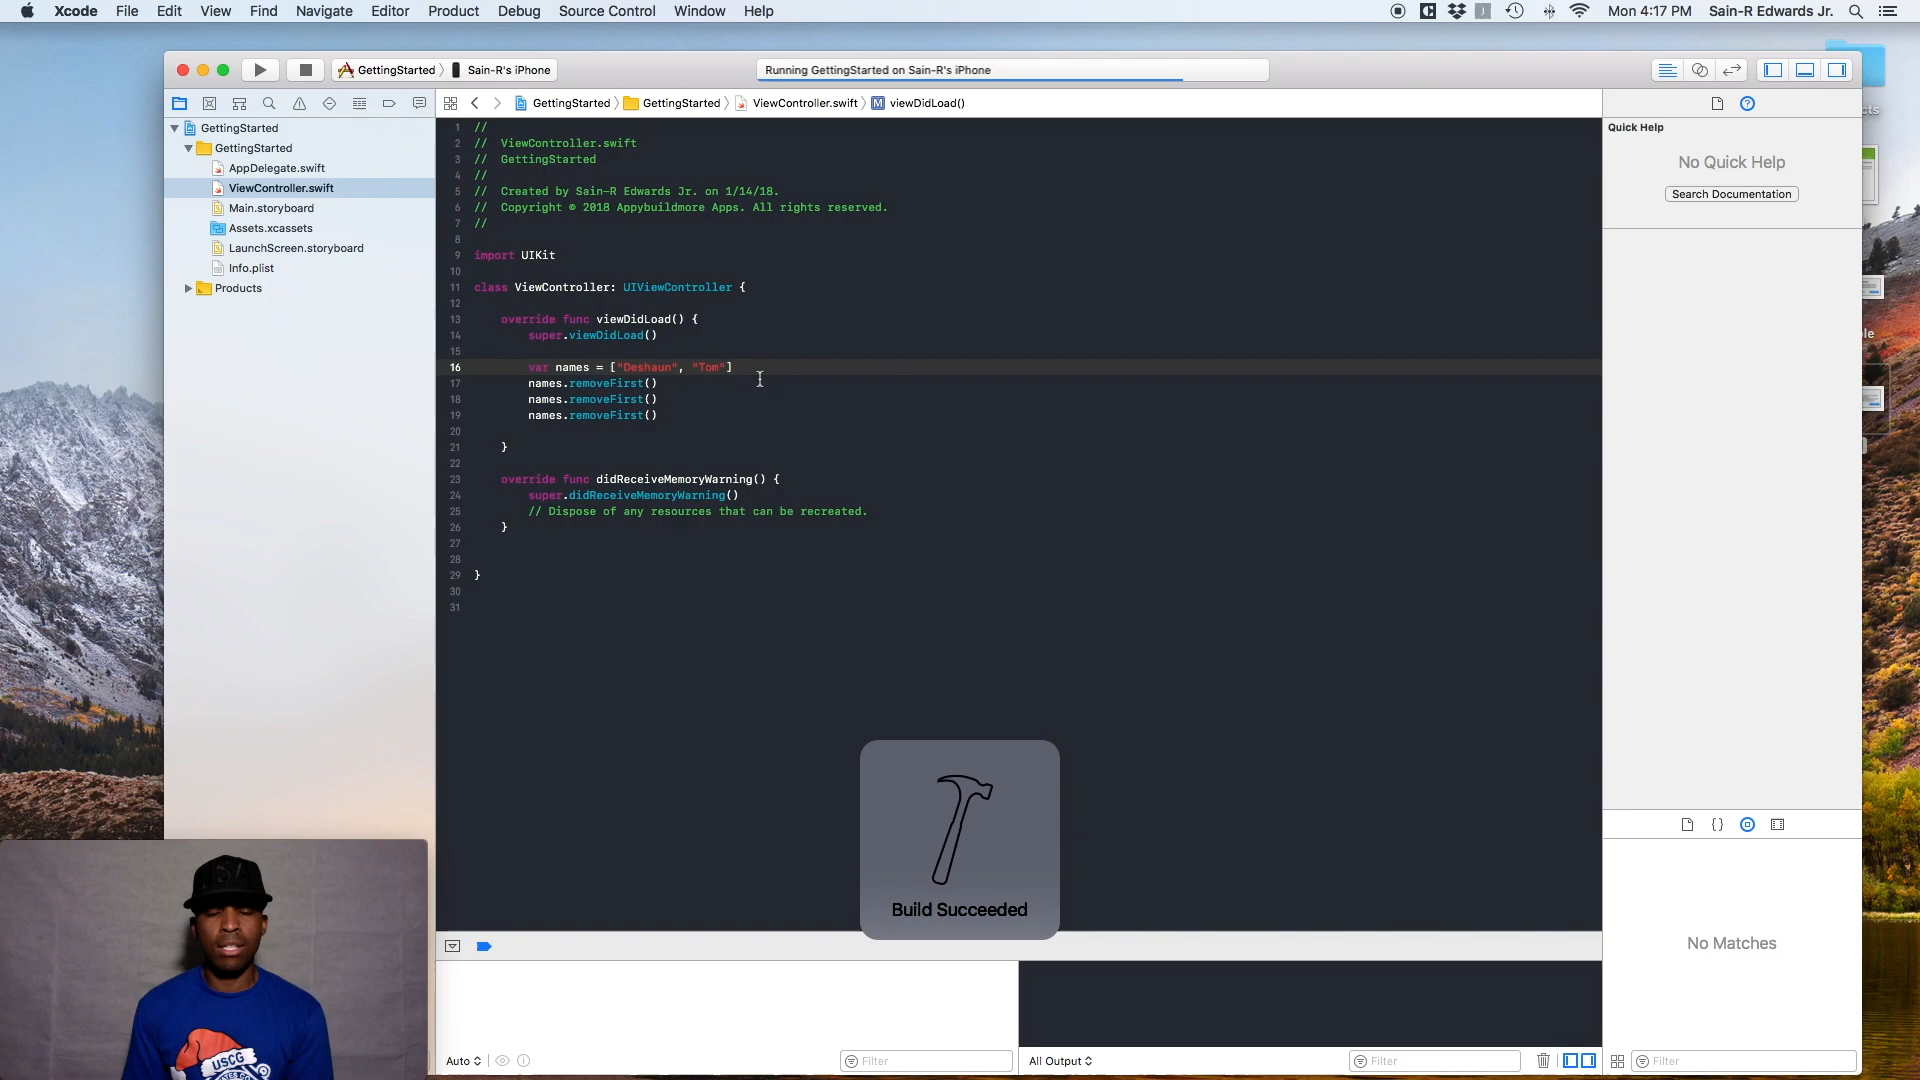 Xcode File Edit View Find Navigate Editor Product Debug Source Control Window Help Mon 4:17 PM Sain-R Edwards Jr.
GettingStarted Sain-R's iPhone Running GettingStarted on Sain-R's iPhone
GettingStarted GettingStarted ViewController.swift M viewDidLoad()
GettingStarted
GettingStarted
AppDelegate.swift
ViewController.swift
Main.storyboard
Assets.xcassets
LaunchScreen.storyboard
Info.plist
Products
1 //
2 // ViewController.swift
3 // GettingStarted
4 //
5 // Created by Sain-R Edwards Jr. on 1/14/18.
6 // Copyright © 2018 Appybuildmore Apps. All rights reserved.
7 //
8
9 import UIKit
10
11 class ViewController: UIViewController {
12
13 override func viewDidLoad() {
14 super.viewDidLoad()
15
16 var names = ["Deshaun", "Tom"]
17 names.removeFirst()
18 names.removeFirst()
19 names.removeFirst()
20
21 }
22
23 override func didReceiveMemoryWarning() {
24 super.didReceiveMemoryWarning()
25 // Dispose of any resources that can be recreated.
26 }
27
28
29 }
30
31
Build Succeeded
Quick Help
No Quick Help
Search Documentation
{}
No Matches
Auto Filter All Output Filter Filter
USCG